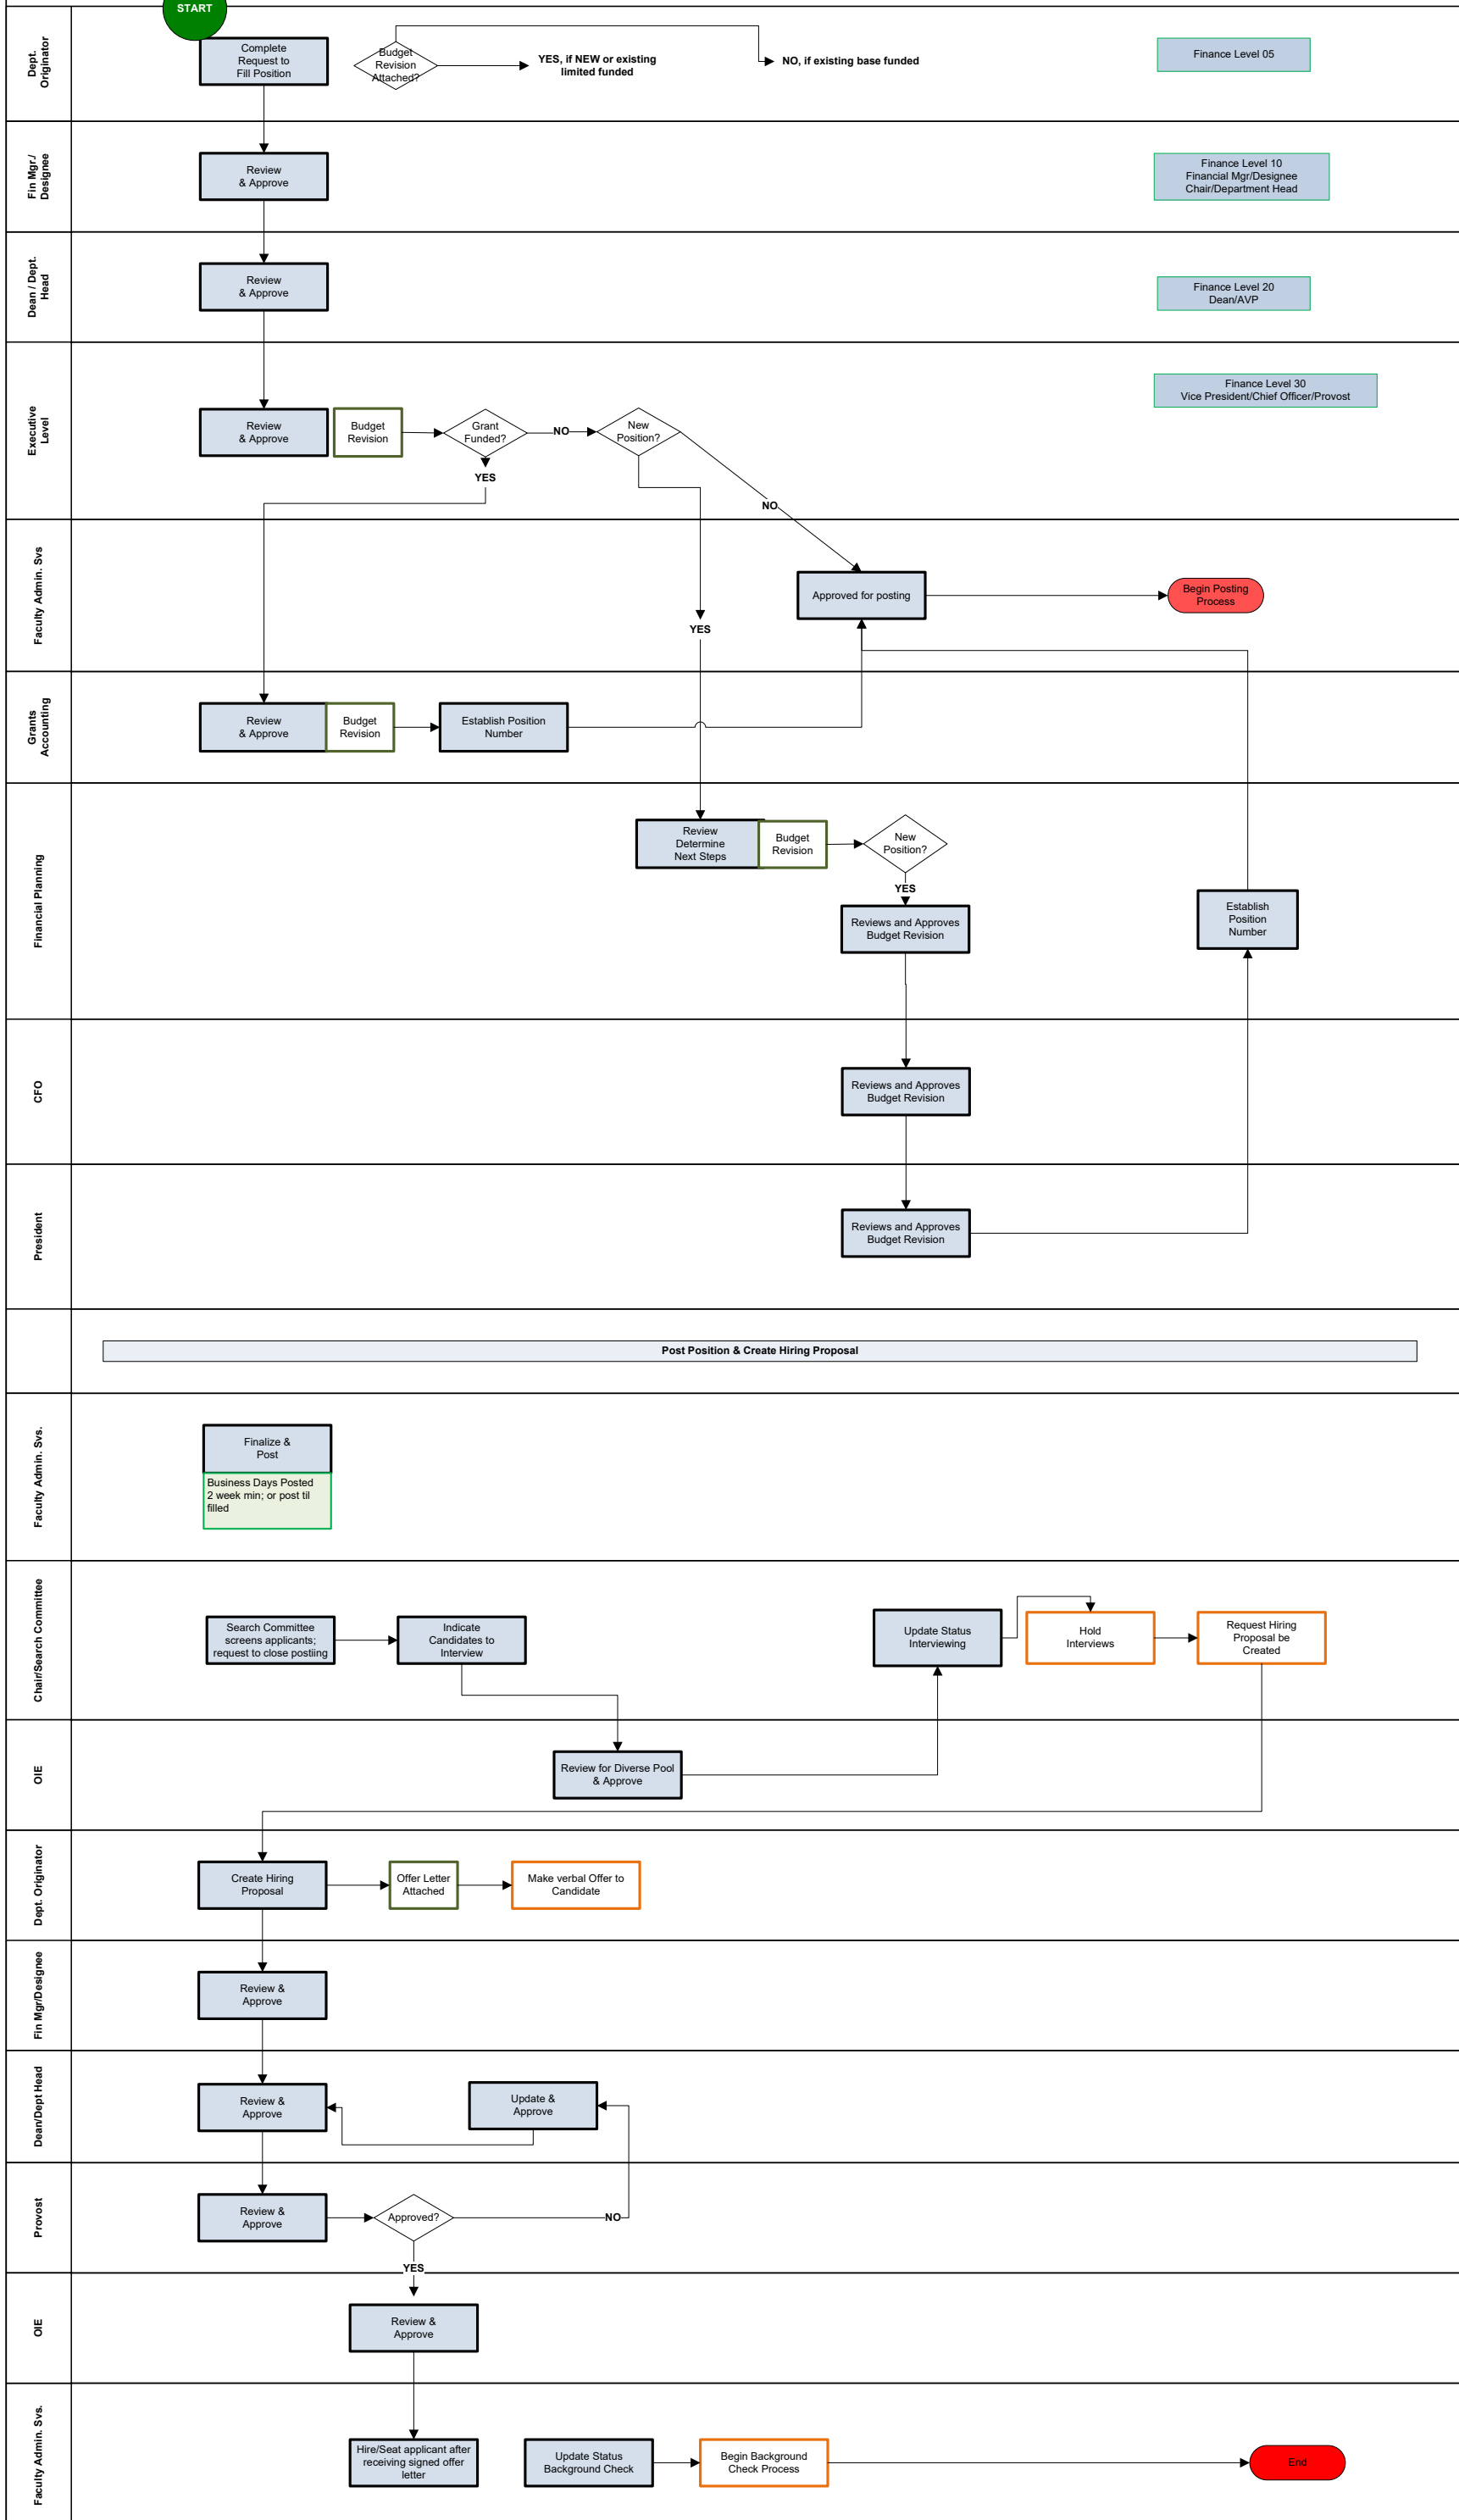 START
Dept.
Originator
Complete
Request to
Fill Position
Budget
Revision
Attached?
YES, if NEW or existing
limited funded
NO, if existing base funded
Finance Level 05
Fin Mgr./
Designee
Review
& Approve
Finance Level 10
Financial Mgr/Designee
Chair/Department Head
Dean / Dept.
Head
Review
& Approve
Finance Level 20
Dean/AVP
Executive
Level
Review
& Approve
Budget
Revision
Grant
Funded?
NO
New
Position?
Finance Level 30
Vice President/Chief Officer/Provost
YES
NO
Faculty Admin. Svs
Approved for posting
Begin Posting
Process
YES
Grants
Accounting
Review
& Approve
Budget
Revision
Establish Position
Number
Financial Planning
Review
Determine
Next Steps
Budget
Revision
New
Position?
YES
Reviews and Approves
Budget Revision
Establish
Position
Number
CFO
Reviews and Approves
Budget Revision
President
Reviews and Approves
Budget Revision
Post Position & Create Hiring Proposal
Faculty Admin. Svs.
Finalize &
Post
Business Days Posted
2 week min; or post til
filled
Chair/Search Committee
Search Committee
screens applicants;
request to close postiing
Indicate
Candidates to
Interview
Update Status
Interviewing
Hold
Interviews
Request Hiring
Proposal be
Created
OIE
Review for Diverse Pool
& Approve
Dept. Originator
Create Hiring
Proposal
Offer Letter
Attached
Make verbal Offer to
Candidate
Fin Mgr/Designee
Review &
Approve
Dean/Dept Head
Review &
Approve
Update &
Approve
Provost
Review &
Approve
Approved?
NO
YES
OIE
Review &
Approve
Faculty Admin. Svs.
Hire/Seat applicant after
receiving signed offer
letter
Update Status
Background Check
Begin Background
Check Process
End